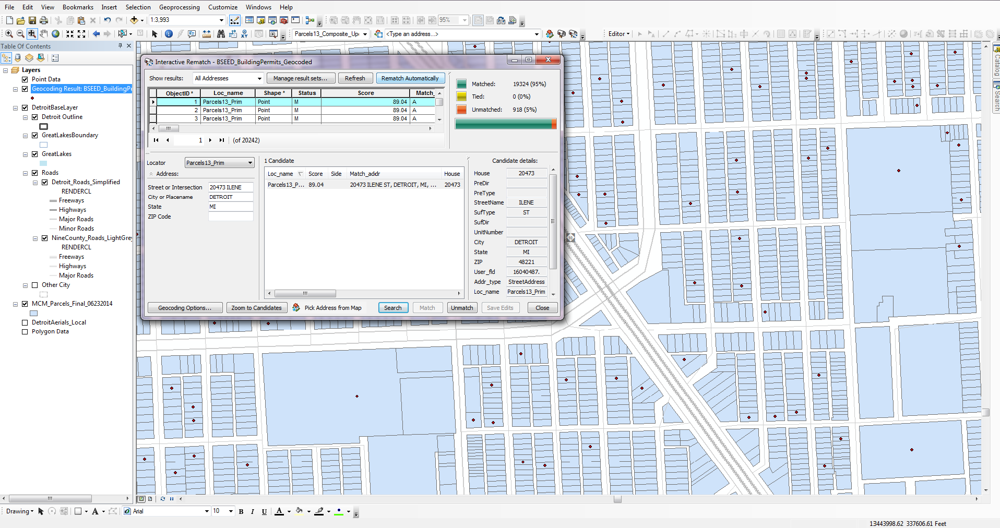 File Edit View Bookmarks Insert Selection Geoprocessing Customize Windows Help
1:3,993 95%
Parcels13_Composite_Up <Type an address...> Editor
Table Of Contents
Layers
Point Data
Geocoding Result: BSEED_BuildingPe
DetroitBaseLayer
Detroit Outline
GreatLakesBoundary
GreatLakes
Roads
Detroit_Roads_Simplified
RENDERCL
Freeways
Highways
Major Roads
Minor Roads
NineCounty_Roads_LightGrey
RENDERCL
Freeways
Highways
Major Roads
Other City
MCM_Parcels_Final_06232014
DetroitAerials_Local
Polygon Data
Interactive Rematch - BSEED_BuildingPermits_Geocoded
Show results: All Addresses Manage result sets... Refresh Rematch Automatically
ObjectID * Loc_name Shape * Status Score Match_
1 Parcels13_Prim Point M 89.04 A
2 Parcels13_Prim Point M 89.04 A
3 Parcels13_Prim Point M 89.04 A
1 (of 20242)
Matched: 19324 (95%)
Tied: 0 (0%)
Unmatched: 918 (5%)
Locator Parcels13_Prim
Address:
Street or Intersection 20473 ILENE
City or Placename DETROIT
State MI
ZIP Code
1 Candidate
Loc_name Score Side Match_addr House
Parcels13_P... 89.04 20473 ILENE ST, DETROIT, MI, ... 20473
Candidate details:
House 20473
PreDir
PreType
StreetName ILENE
SufType ST
SufDir
UnitNumber
City DETROIT
State MI
ZIP 48221
User_fld 16040487.
Addr_type StreetAddress
Loc_name Parcels13_Prim
Geocoding Options... Zoom to Candidates Pick Address from Map Search Match Unmatch Save Edits Close
10
Catalog
Search
Drawing A Arial 10 B I U A
13443998.62 337606.61 Feet